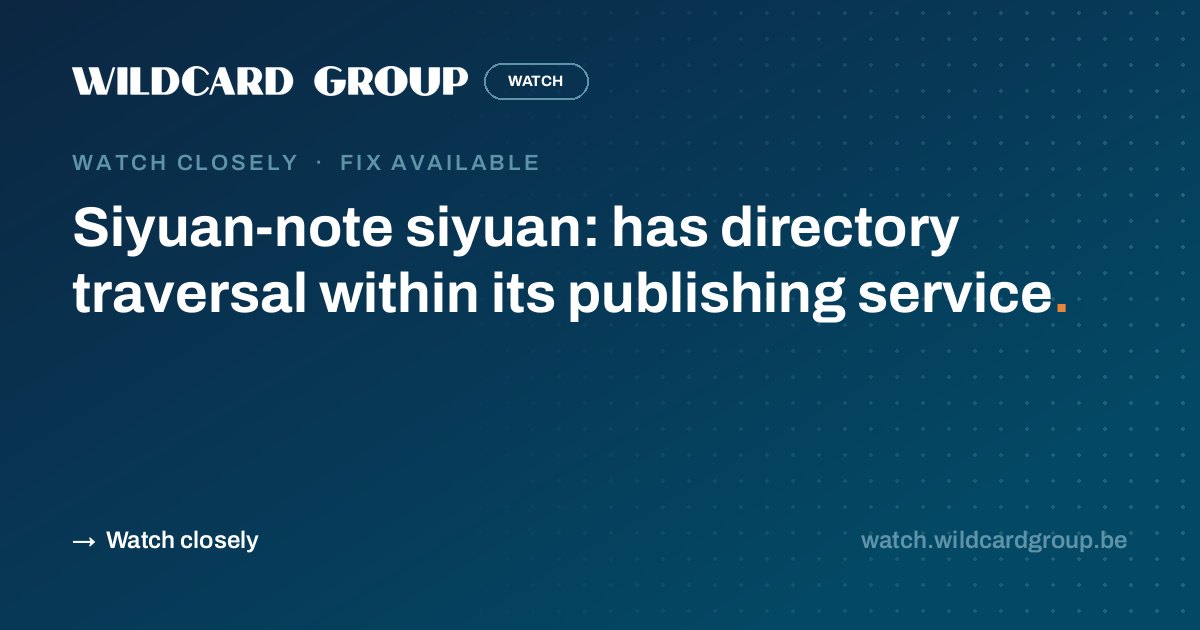 WILDCARD GROUP WATCH
WATCH CLOSELY · FIX AVAILABLE
Siyuan-note siyuan: has directory
traversal within its publishing service.
→ Watch closely
watch.wildcardgroup.be